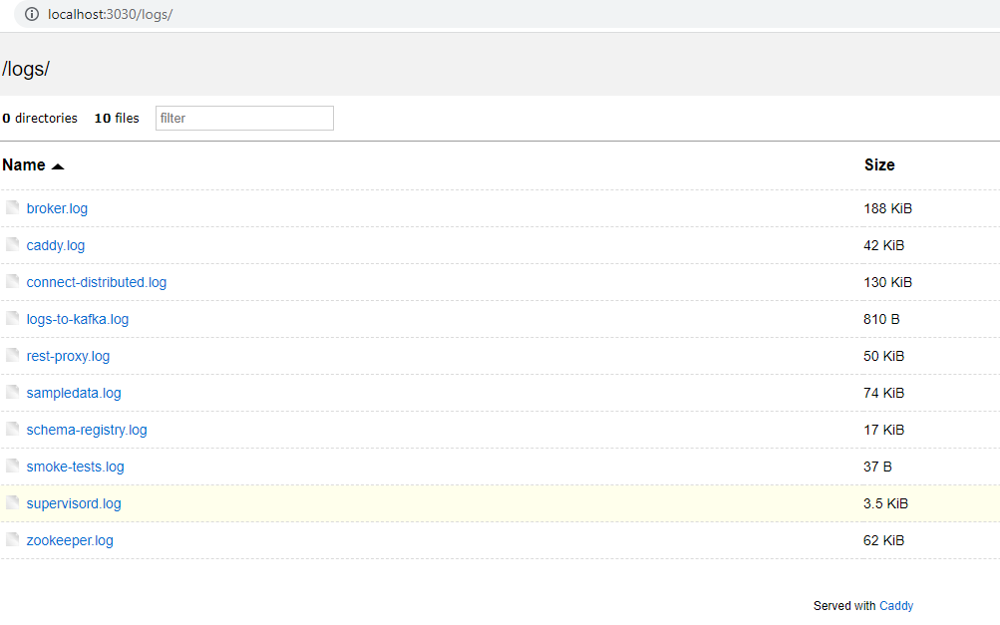 localhost:3030/logs/
/logs/
0 directories 10 files filter
Name Size
broker.log 188 KiB
caddy.log 42 KiB
connect-distributed.log 130 KiB
logs-to-kafka.log 810 B
rest-proxy.log 50 KiB
sampledata.log 74 KiB
schema-registry.log 17 KiB
smoke-tests.log 37 B
supervisord.log 3.5 KiB
zookeeper.log 62 KiB
Served with Caddy